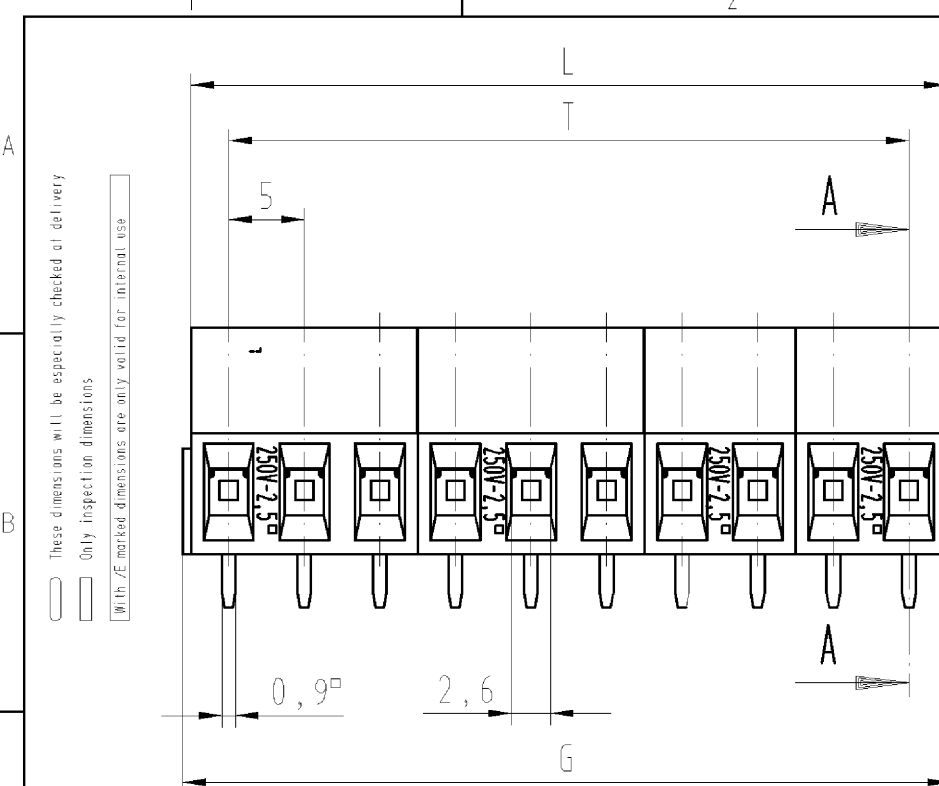 2
L
T
A
5
A
These dimensions will be especially checked at delivery
Only inspection dimensions
With /E marked dimensions are only valid for internal use
250V-2,5▫
250V-2,5▫
250V-2,5▫
250V-2,5▫
B
A
0,9▫
2,6
G